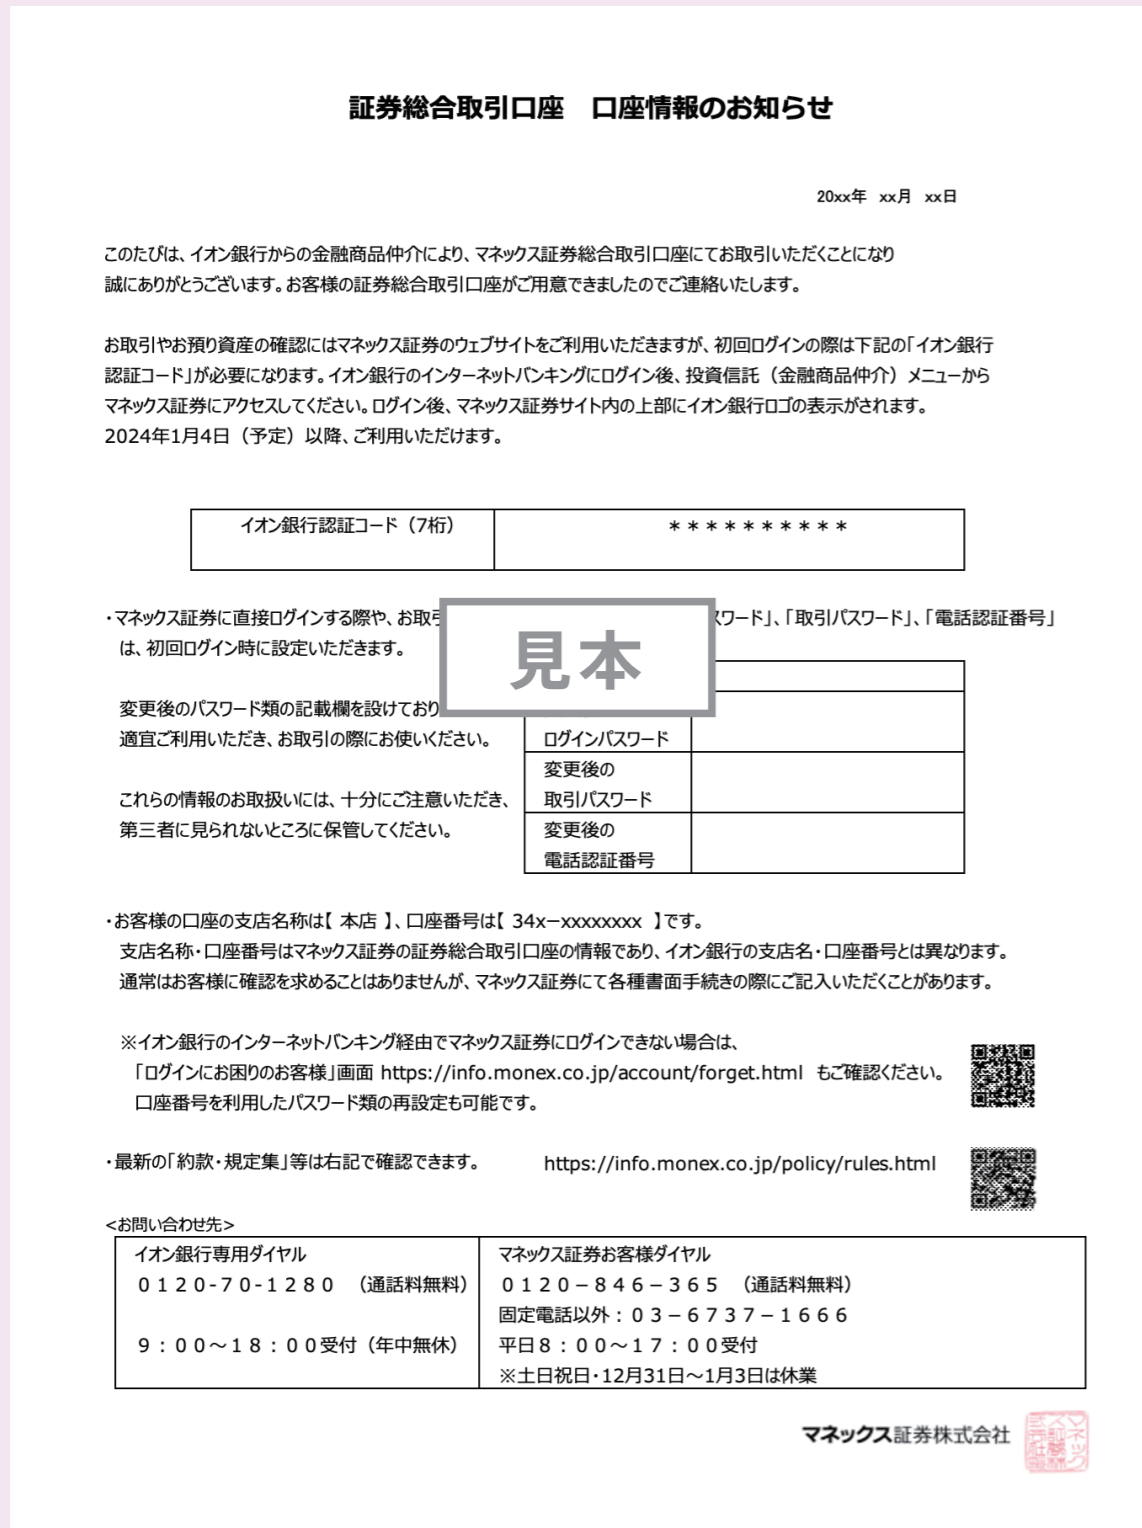 証券総合取引口座　口座情報のお知らせ
20xx年　xx月　xx日
このたびは、イオン銀行からの金融商品仲介により、マネックス証券総合取引口座にてお取引いただくことになり
誠にありがとうございます。お客様の証券総合取引口座がご用意できましたのでご連絡いたします。
お取引やお預り資産の確認にはマネックス証券のウェブサイトをご利用いただきますが、初回ログインの際は下記の「イオン銀行
認証コード」が必要になります。イオン銀行のインターネットバンキングにログイン後、投資信託（金融商品仲介）メニューから
マネックス証券にアクセスしてください。ログイン後、マネックス証券サイト内の上部にイオン銀行ロゴの表示がされます。
2024年1月4日（予定）以降、ご利用いただけます。
イオン銀行認証コード（7桁）　＊＊＊＊＊＊＊＊＊＊
・マネックス証券に直接ログインする際や、お取引 スワード」、「取引パスワード」、「電話認証番号」
は、初回ログイン時に設定いただきます。
見本
変更後のパスワード類の記載欄を設けており
適宜ご利用いただき、お取引の際にお使いください。
ログインパスワード
変更後の
取引パスワード
これらの情報のお取扱いには、十分にご注意いただき、
第三者に見られないところに保管してください。
変更後の
電話認証番号
・お客様の口座の支店名称は【 本店 】、口座番号は【 34x−xxxxxxxx 】です。
支店名称・口座番号はマネックス証券の証券総合取引口座の情報であり、イオン銀行の支店名・口座番号とは異なります。
通常はお客様に確認を求めることはありませんが、マネックス証券にて各種書面手続きの際にご記入いただくことがあります。
※イオン銀行のインターネットバンキング経由でマネックス証券にログインできない場合は、
「ログインにお困りのお客様」画面 https://info.monex.co.jp/account/forget.html もご確認ください。
口座番号を利用したパスワード類の再設定も可能です。
・最新の「約款・規定集」等は右記で確認できます。　https://info.monex.co.jp/policy/rules.html
<お問い合わせ先>
イオン銀行専用ダイヤル
０１２０-７０-１２８０　（通話料無料）
９：００～１８：００受付（年中無休）
マネックス証券お客様ダイヤル
０１２０－８４６－３６５　（通話料無料）
固定電話以外：０３－６７３７－１６６６
平日８：００～１７：００受付
※土日祝日・12月31日～1月3日は休業
マネックス証券株式会社